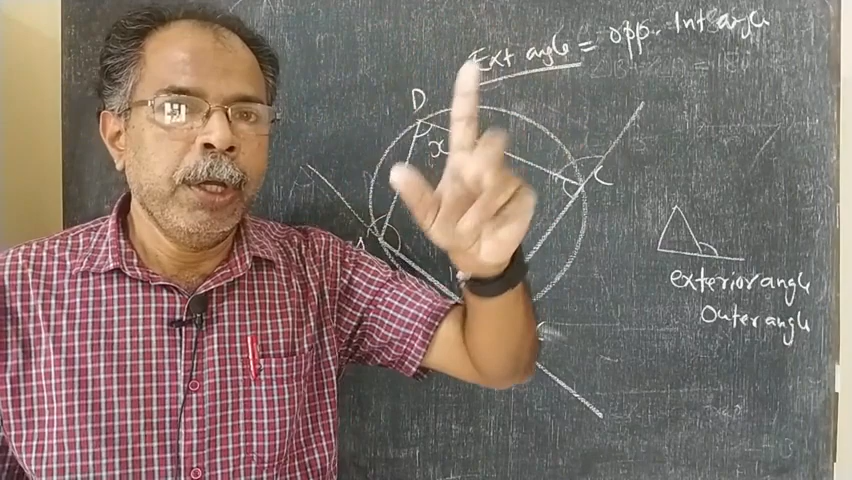 Ext angle = opp. Int angle
D
x
C
A
exterior angle
Outer angle